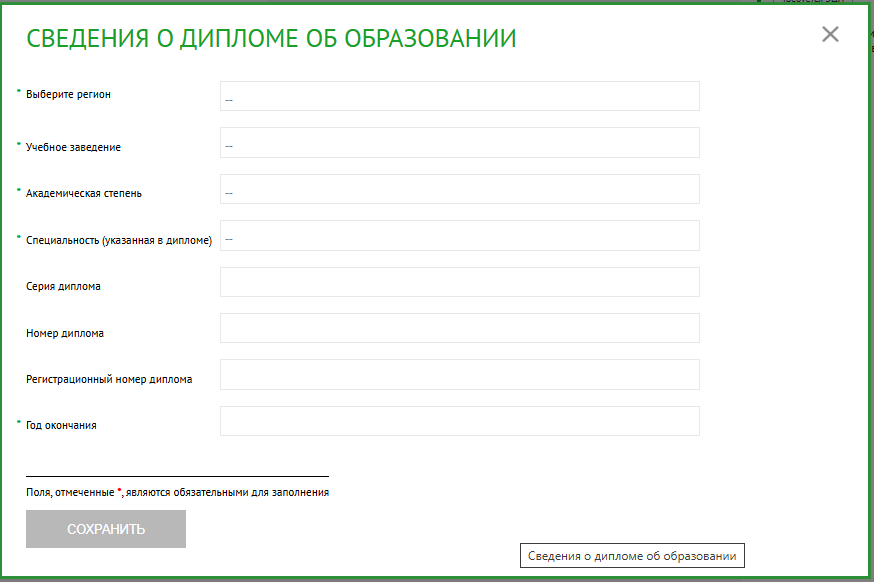 СВЕДЕНИЯ О ДИПЛОМЕ ОБ ОБРАЗОВАНИИ
* Выберите регион --
* Учебное заведение --
* Академическая степень --
* Специальность (указанная в дипломе) --
Серия диплома
Номер диплома
Регистрационный номер диплома
* Год окончания
Поля, отмеченные *, являются обязательными для заполнения
СОХРАНИТЬ
Сведения о дипломе об образовании